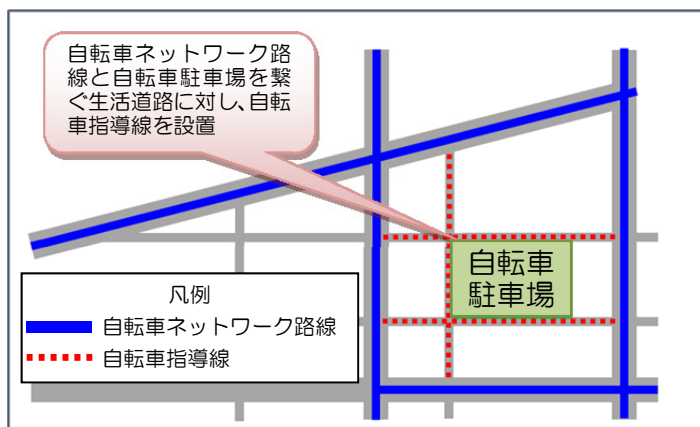 自転車ネットワーク路
線と自転車駐車場を繋
ぐ生活道路に対し、自転
車指導線を設置
自転車
駐車場
凡例
自転車ネットワーク路線
自転車指導線